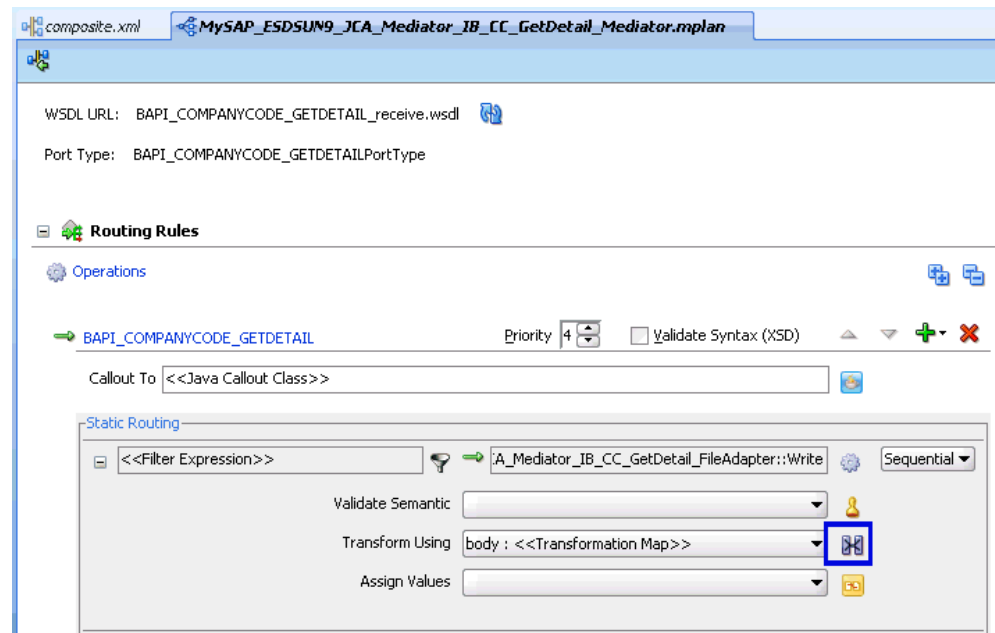 composite.xml MySAP_ESDSUN9_JCA_Mediator_IB_CC_GetDetail_Mediator.mplan
WSDL URL: BAPI_COMPANYCODE_GETDETAIL_receive.wsdl
Port Type: BAPI_COMPANYCODE_GETDETAILPortType
Routing Rules
Operations
BAPI_COMPANYCODE_GETDETAIL Priority 4 Validate Syntax (XSD)
Callout To <<Java Callout Class>>
Static Routing
<<Filter Expression>> A_Mediator_IB_CC_GetDetail_FileAdapter::Write Sequential
Validate Semantic
Transform Using body : <<Transformation Map>>
Assign Values